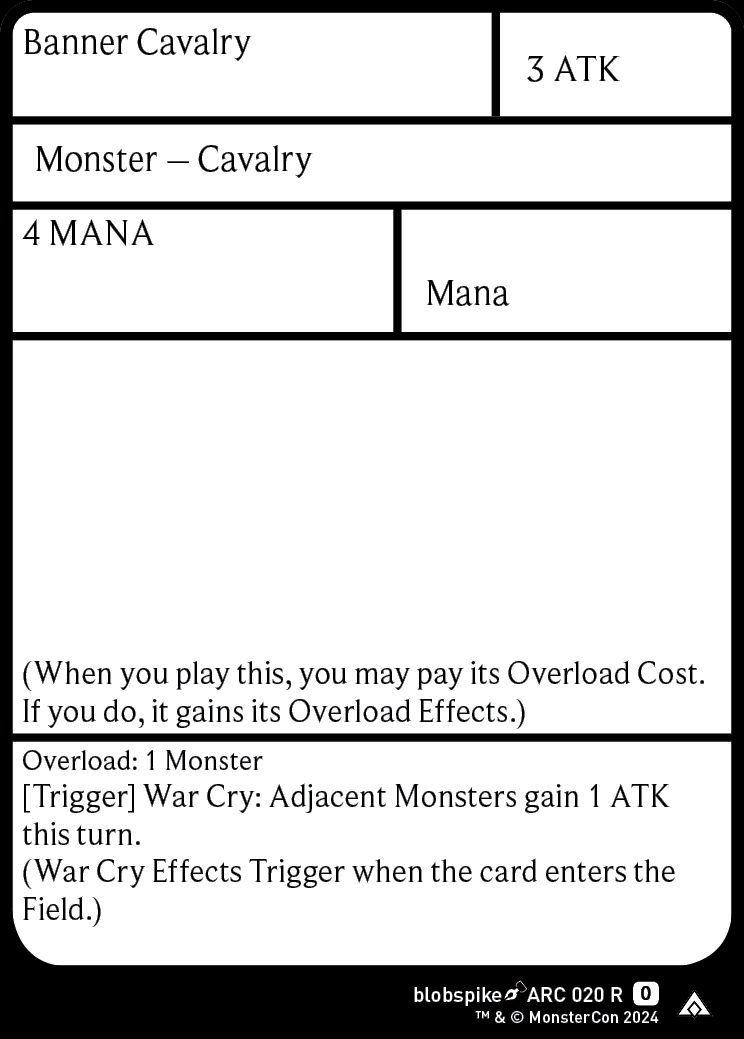 Banner Cavalry
3 ATK
Monster – Cavalry
4 MANA
Mana
(When you play this, you may pay its Overload Cost.
If you do, it gains its Overload Effects.)
Overload: 1 Monster
[Trigger] War Cry: Adjacent Monsters gain 1 ATK
this turn.
(War Cry Effects Trigger when the card enters the
Field.)
blobspike ARC 020 R 0
™ & © MonsterCon 2024